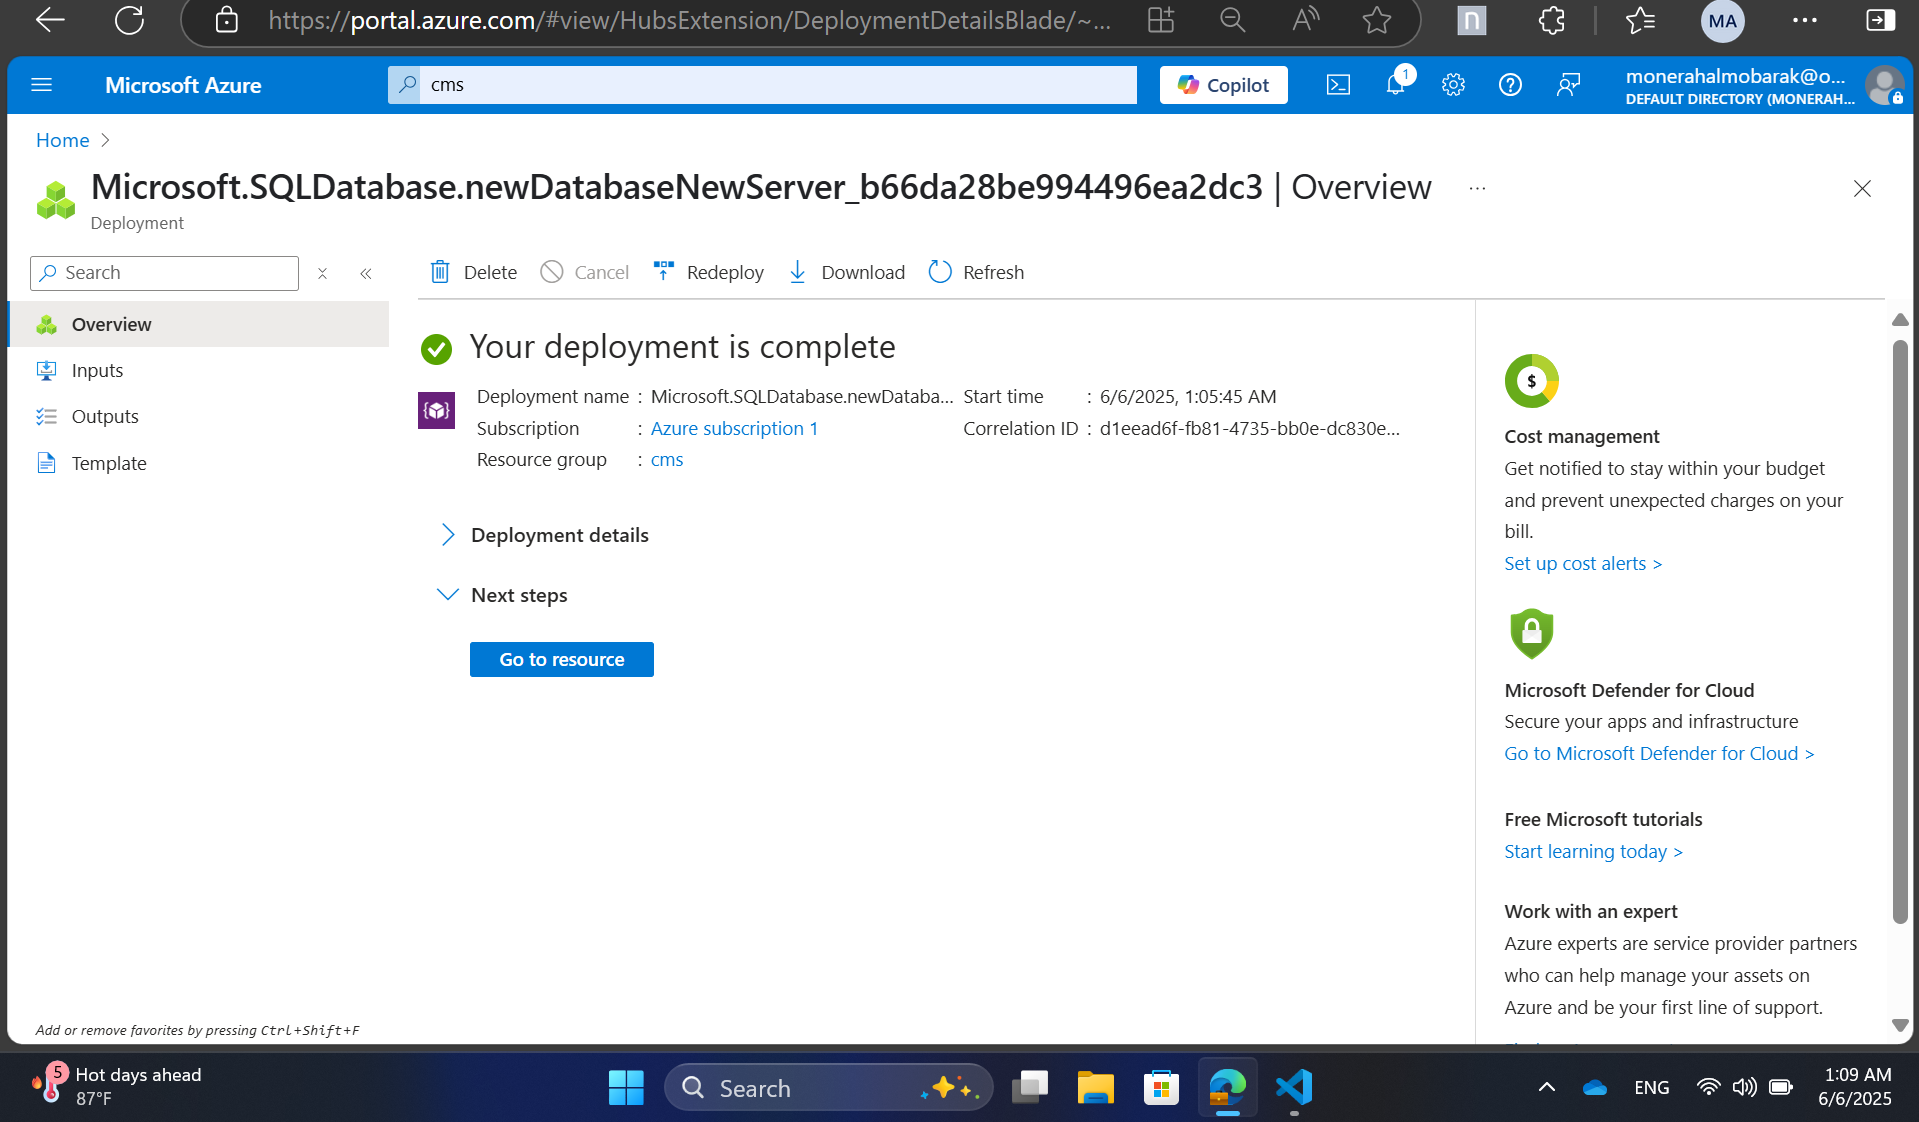 https://portal.azure.com/#view/HubsExtension/DeploymentDetailsBlade/~...
n
MA
Microsoft Azure
cms
Copilot
1
monerahalmobarak@o...
DEFAULT DIRECTORY (MONERAH...
Home
Microsoft.SQLDatabase.newDatabaseNewServer_b66da28be994496ea2dc3 | Overview
Deployment
Search
Delete
Cancel
Redeploy
Download
Refresh
Overview
Inputs
Outputs
Template
Your deployment is complete
Deployment name : Microsoft.SQLDatabase.newDataba...
Subscription : Azure subscription 1
Resource group : cms
Start time : 6/6/2025, 1:05:45 AM
Correlation ID : d1eead6f-fb81-4735-bb0e-dc830e...
Deployment details
Next steps
Go to resource
$
Cost management
Get notified to stay within your budget
and prevent unexpected charges on your
bill.
Set up cost alerts >
Microsoft Defender for Cloud
Secure your apps and infrastructure
Go to Microsoft Defender for Cloud >
Free Microsoft tutorials
Start learning today >
Work with an expert
Azure experts are service provider partners
who can help manage your assets on
Azure and be your first line of support.
Add or remove favorites by pressing Ctrl+Shift+F
5
Hot days ahead
87°F
Search
ENG
1:09 AM
6/6/2025